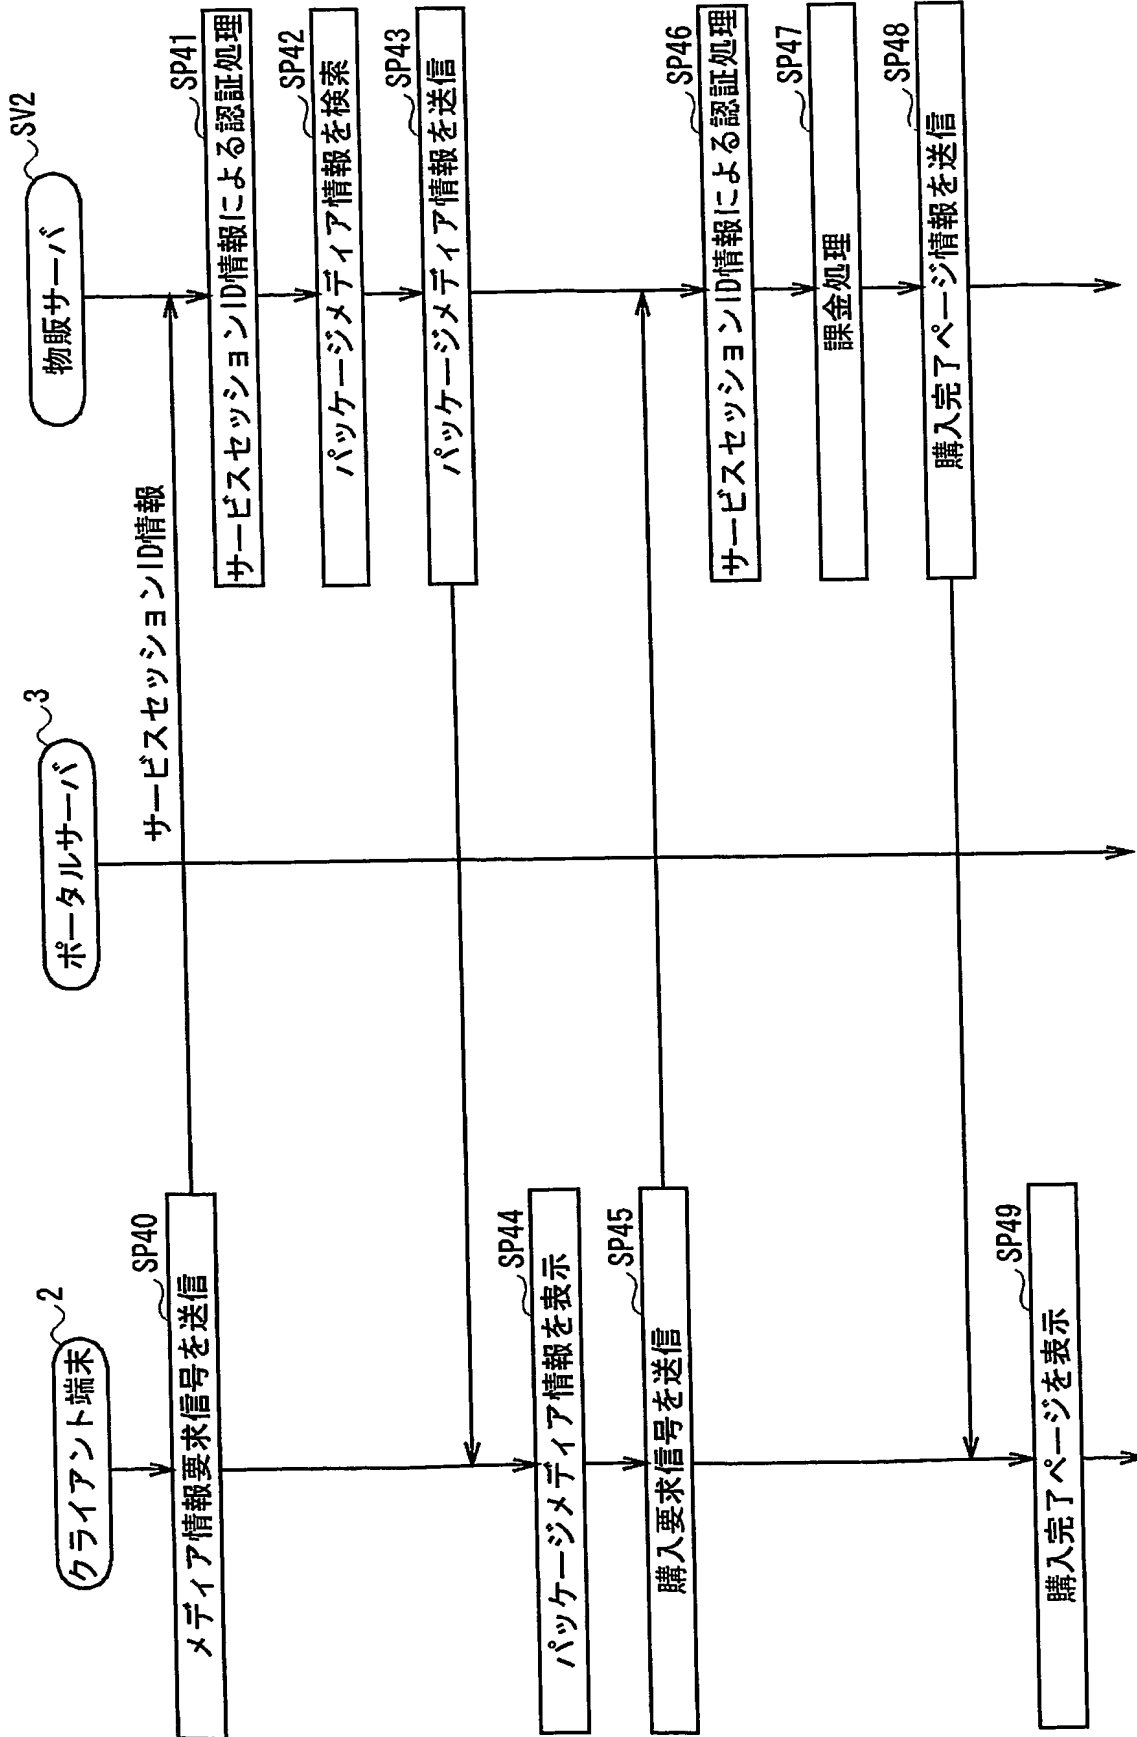 クライアント端末
2
ポータルサーバ
3
物販サーバ
SV2
SP40
メディア情報要求信号を送信
サービスセッションID情報
SP41
サービスセッションID情報による認証処理
SP42
パッケージメディア情報を検索
SP43
パッケージメディア情報を送信
SP44
パッケージメディア情報を表示
SP45
購入要求信号を送信
SP46
サービスセッションID情報による認証処理
SP47
課金処理
SP48
購入完了ページ情報を送信
SP49
購入完了ページを表示